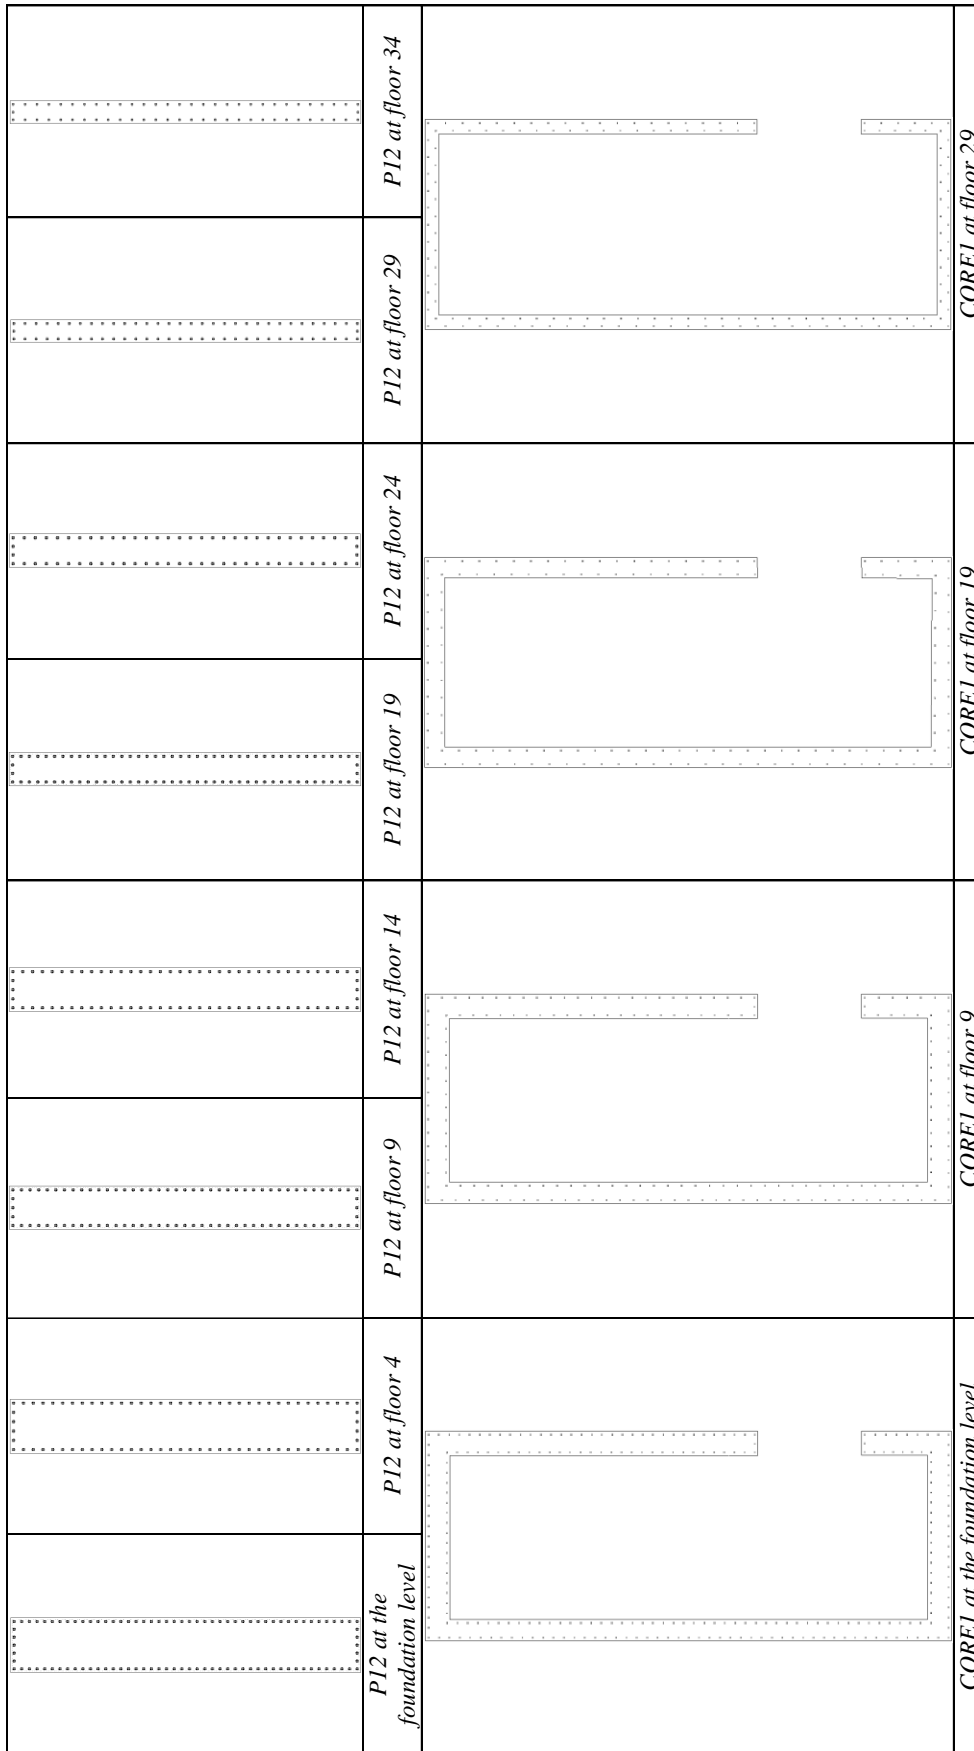 P12 at floor 34
P12 at floor 29
P12 at floor 24
P12 at floor 19
P12 at floor 14
P12 at floor 9
P12 at floor 4
P12 at the
foundation level
CORE1 at floor 29
CORE1 at floor 19
CORE1 at floor 9
CORE1 at the foundation level